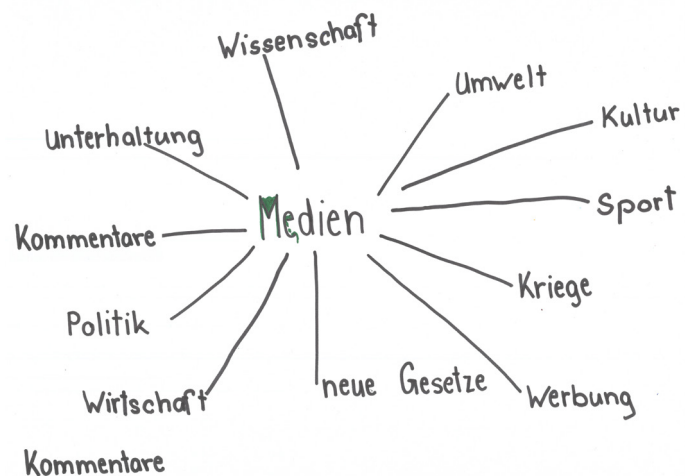 Wissenschaft
Umwelt
Kultur
Unterhaltung
Sport
Medien
Kommentare
Kriege
Politik
neue Gesetze
Wirtschaft
Werbung
Kommentare